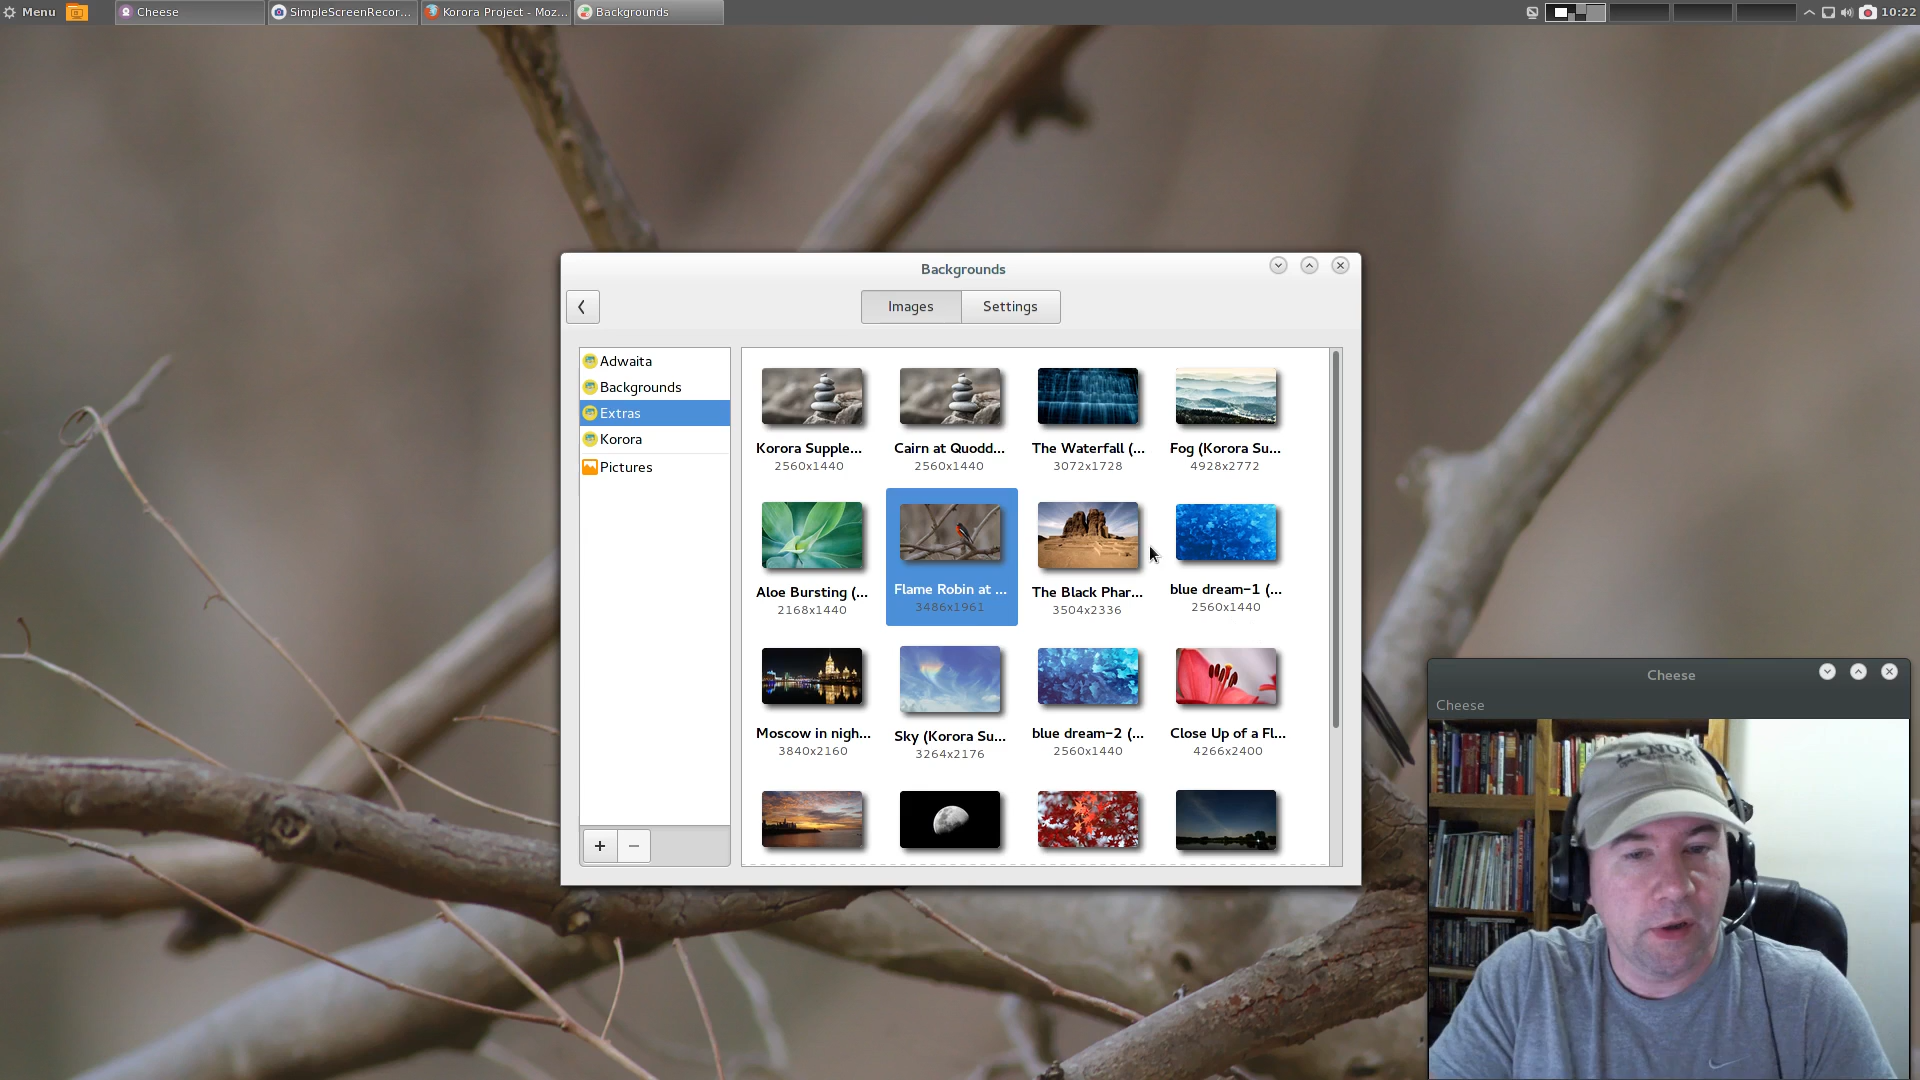 Menu
Cheese
SimpleScreenRecor...
Korora Project - Moz...
Backgrounds
10:22
Backgrounds
Images
Settings
Adwaita
Backgrounds
Extras
Korora
Pictures
Korora Supple...
2560x1440
Cairn at Quodd...
2560x1440
The Waterfall (...
3072x1728
Fog (Korora Su...
4928x2772
Aloe Bursting (...
2168x1440
Flame Robin at ...
3486x1961
The Black Phar...
3504x2336
blue dream-1 (...
2560x1440
Moscow in nigh...
3840x2160
Sky (Korora Su...
3264x2176
blue dream-2 (...
2560x1440
Close Up of a Fl...
4266x2400
Cheese
Cheese
LINUX